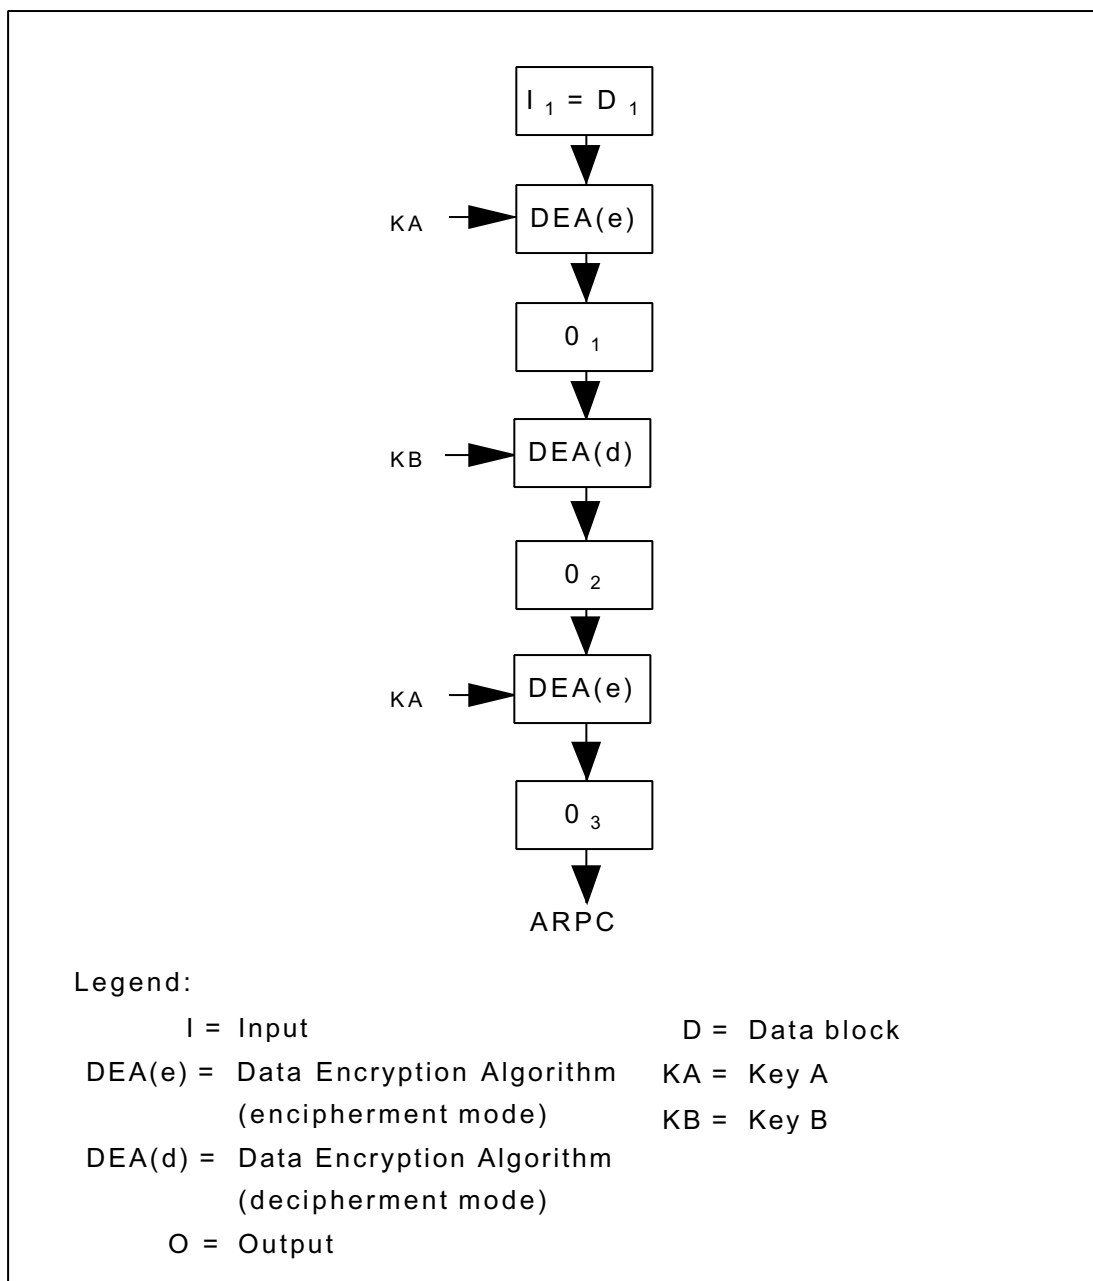 I 1 = D 1
KA
DEA(e)
0 1
KB
DEA(d)
0 2
KA
DEA(e)
0 3
ARPC
Legend:
I = Input
D = Data block
DEA(e) = Data Encryption Algorithm
KA = Key A
(encipherment mode)
KB = Key B
DEA(d) = Data Encryption Algorithm
(decipherment mode)
O = Output